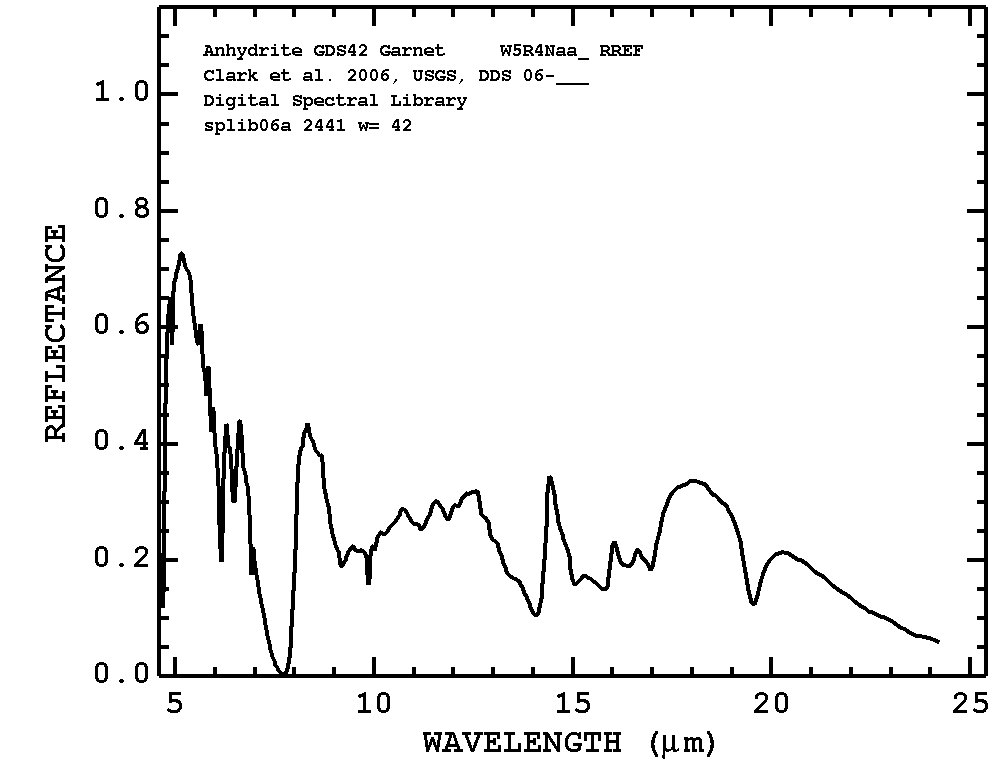 Anhydrite GDS42 Garnet W5R4Naa_ RREF
Clark et al. 2006, USGS, DDS 06-___
Digital Spectral Library
splib06a 2441 w= 42
1.0
0.8
0.6
0.4
0.2
0.0
REFLECTANCE
5 10 15 20 25
WAVELENGTH (μm)